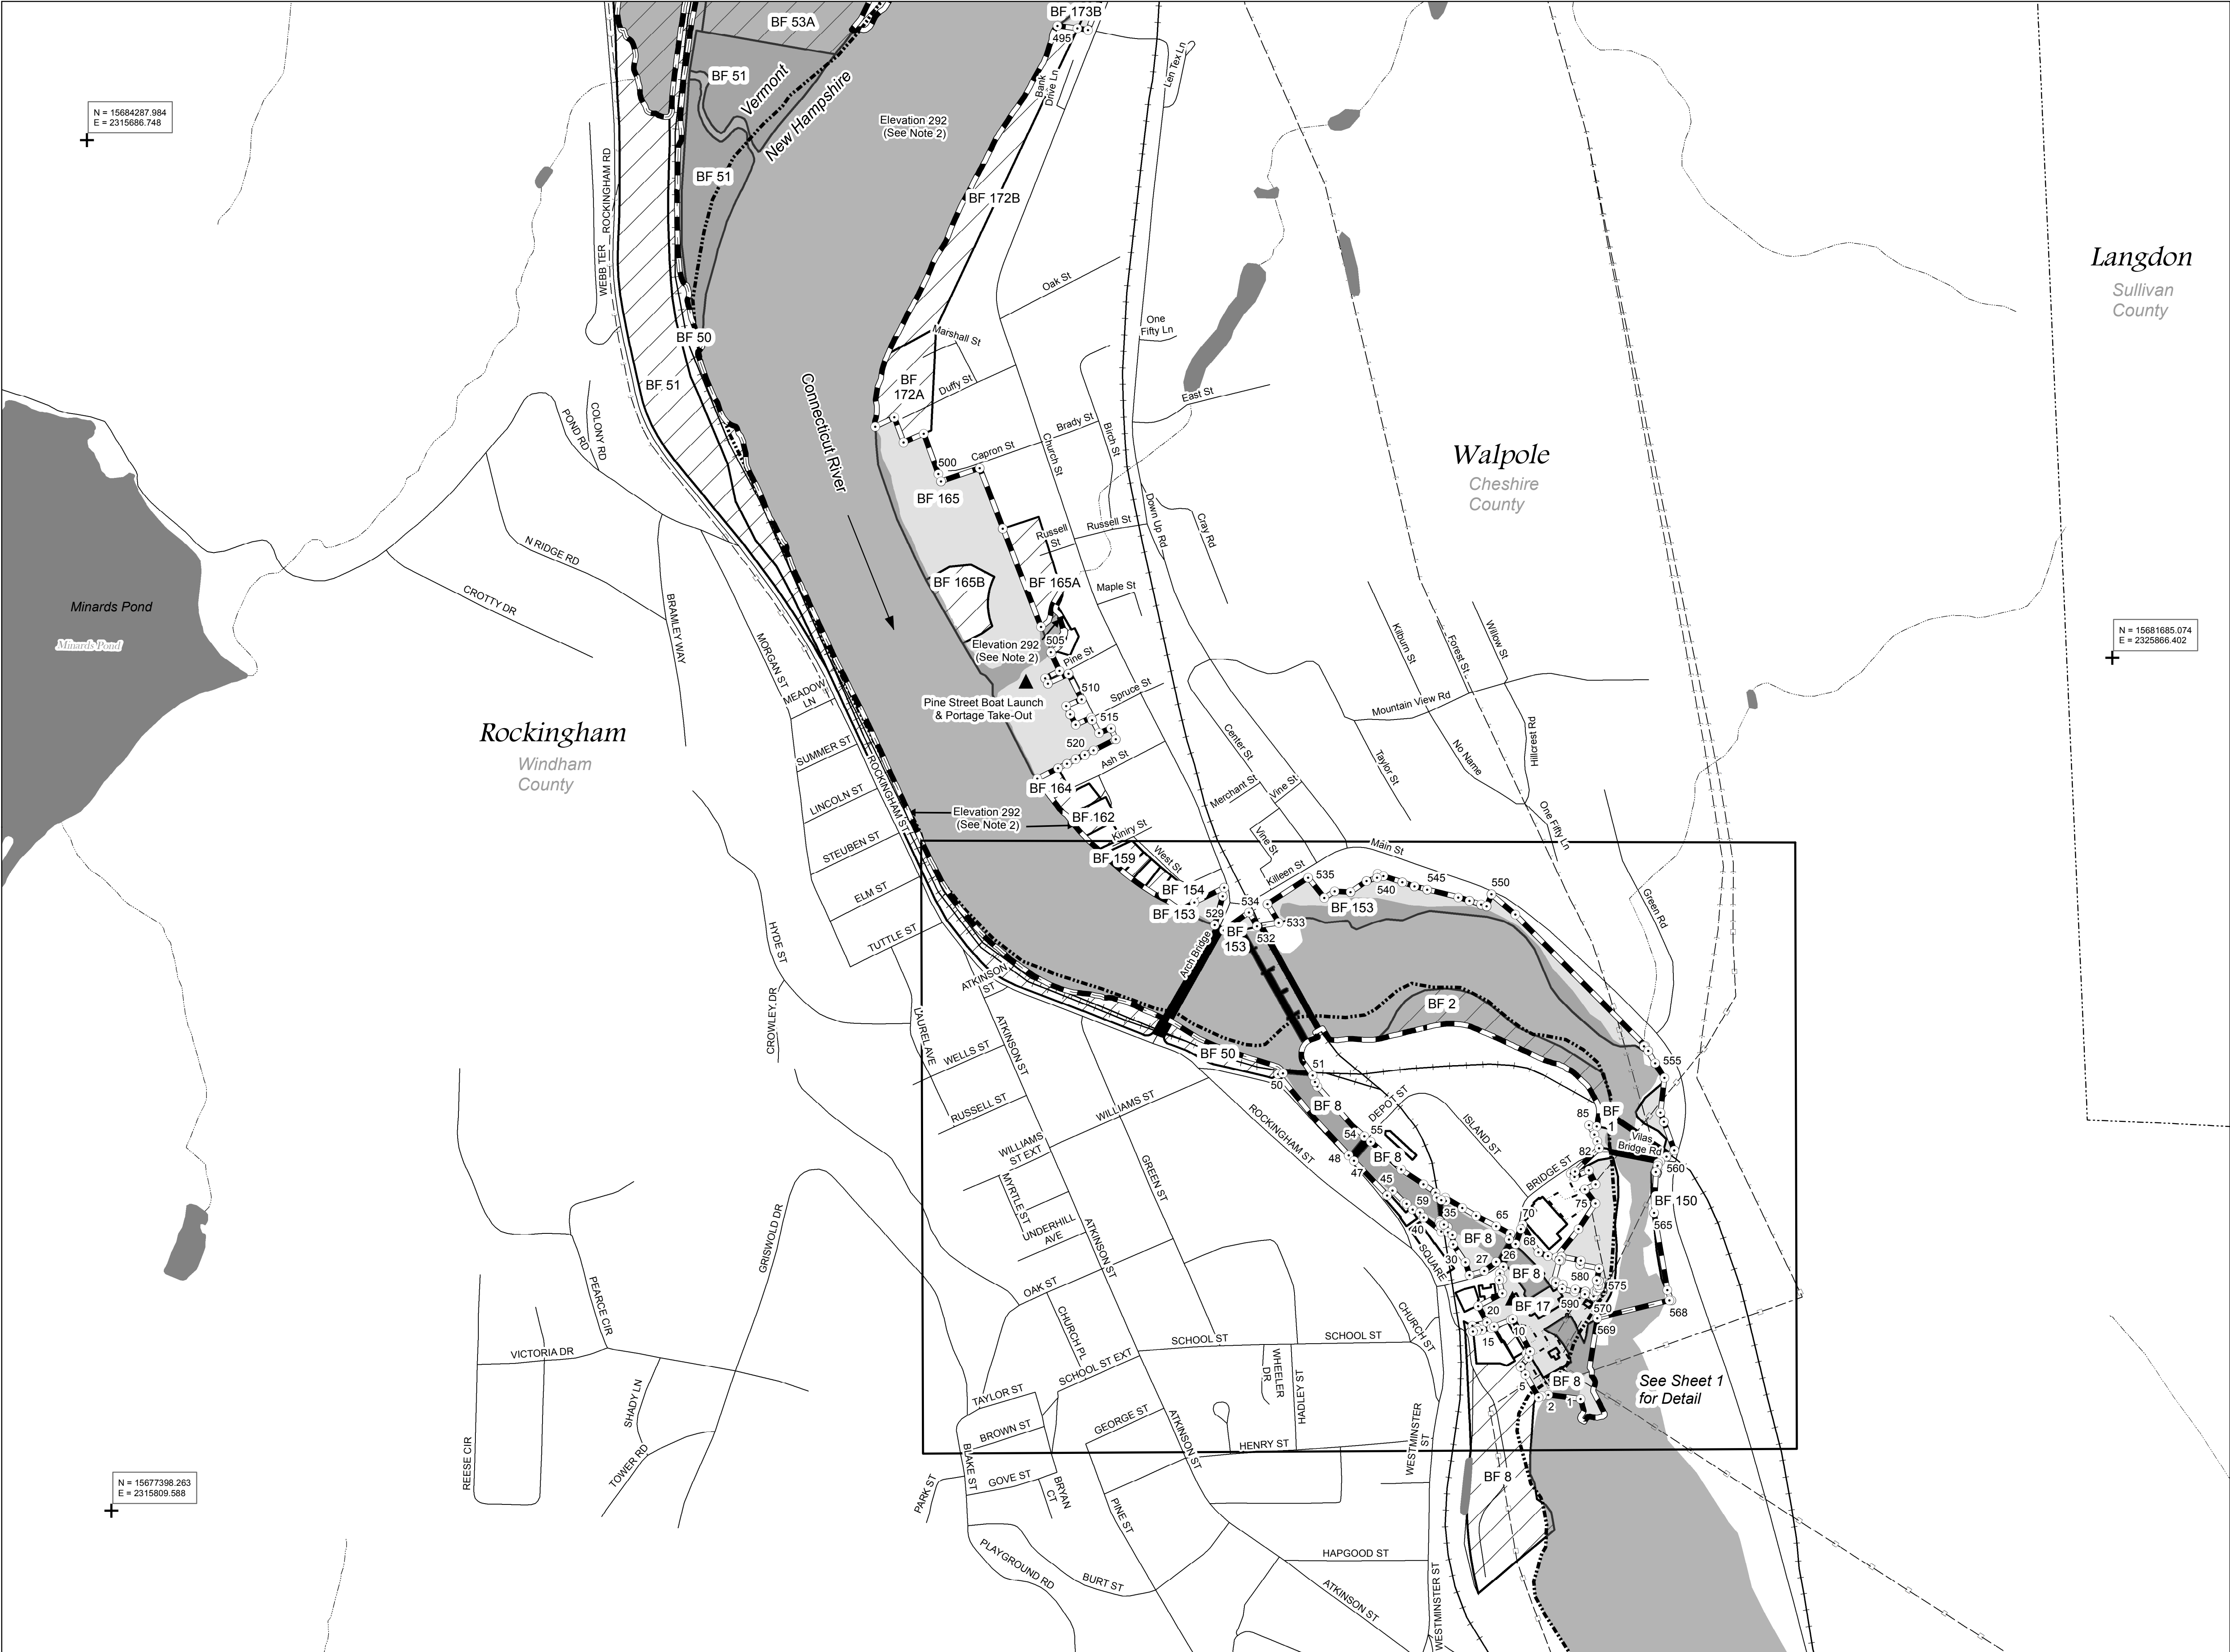 BF 53A
BF 173B
495
BF 51
Vermont
New Hampshire
Bank
Drive Ln
Len Tex Ln
N = 15684287.984
E = 2315686.748
Elevation 292
(See Note 2)
ROCKINGHAM RD
BF 51
BF 172B
WEBB TER
Langdon
Sullivan
County
Oak St
One
Fifty Ln
BF 50
Marshall St
BF 51
BF
172A
Duffy St
Connecticut River
East St
POND RD
COLONY RD
Brady St
Birch St
Church St
Capron St
500
BF 165
Walpole
Cheshire
County
Down Up Rd
Cray Rd
Russell
St
Russell St
N RIDGE RD
CROTTY DR
BRAMLEY WAY
BF 165B
BF 165A
Maple St
Minards Pond
Minards Pond
MORGAN ST
MEADOW
LN
Elevation 292
(See Note 2)
505
Pine St
510
Spruce St
515
520
Ash St
Pine Street Boat Launch
& Portage Take-Out
Kilburn St
Forest St
Willow St
Mountain View Rd
Hillcrest Rd
No Name
Taylor St
Center St
N = 15681685.074
E = 2325866.402
Rockingham
Windham
County
SUMMER ST
ROCKINGHAM ST
LINCOLN ST
STEUBEN ST
ELM ST
TUTTLE ST
BF 164
Elevation 292
(See Note 2)
BF 162
Kiniry St
BF 159
West St
Merchant St
Vine St
Vine St
One Fifty Ln
Main St
Killeen St
BF 154
BF 153
529
534
BF
153
532
533
535
BF 153
540
545
550
Green Rd
Arch Bridge
HYDE ST
CROWLEY DR
LAUREL AVE
ATKINSON
ST
ATKINSON ST
WELLS ST
BF 2
BF 50
50
51
BF 8
DEPOT ST
555
RUSSELL ST
WILLIAMS ST
WILLIAMS
ST EXT
ROCKINGHAM ST
54
55
48
47
BF 8
ISLAND ST
85
BF
1
Vilas
Bridge Rd
82
BRIDGE ST
560
BF 150
565
MYRTLE ST
UNDERHILL
AVE
GREEN ST
ATKINSON ST
45
59
40
35
65
70
68
75
BF 8
SQUARE
30
27
26
BF 8
580
575
BF 17
590
570
20
569
568
15
10
GRISWOLD DR
PEARCE CIR
OAK ST
CHURCH PL
CHURCH ST
SCHOOL ST
SCHOOL ST
VICTORIA DR
SCHOOL ST EXT
WHEELER
DR
HADLEY ST
5
BF 8
2
1
See Sheet 1
for Detail
SHADY LN
TAYLOR ST
BROWN ST
GEORGE ST
ATKINSON ST
HENRY ST
WESTMINSTER
ST
REESE CIR
TOWER RD
BLAKE ST
GOVE ST
BRYAN
CT
PARK ST
PINE ST
BF 8
N = 15677398.263
E = 2315809.588
PLAYGROUND RD
BURT ST
HAPGOOD ST
ATKINSON ST
WESTMINSTER ST